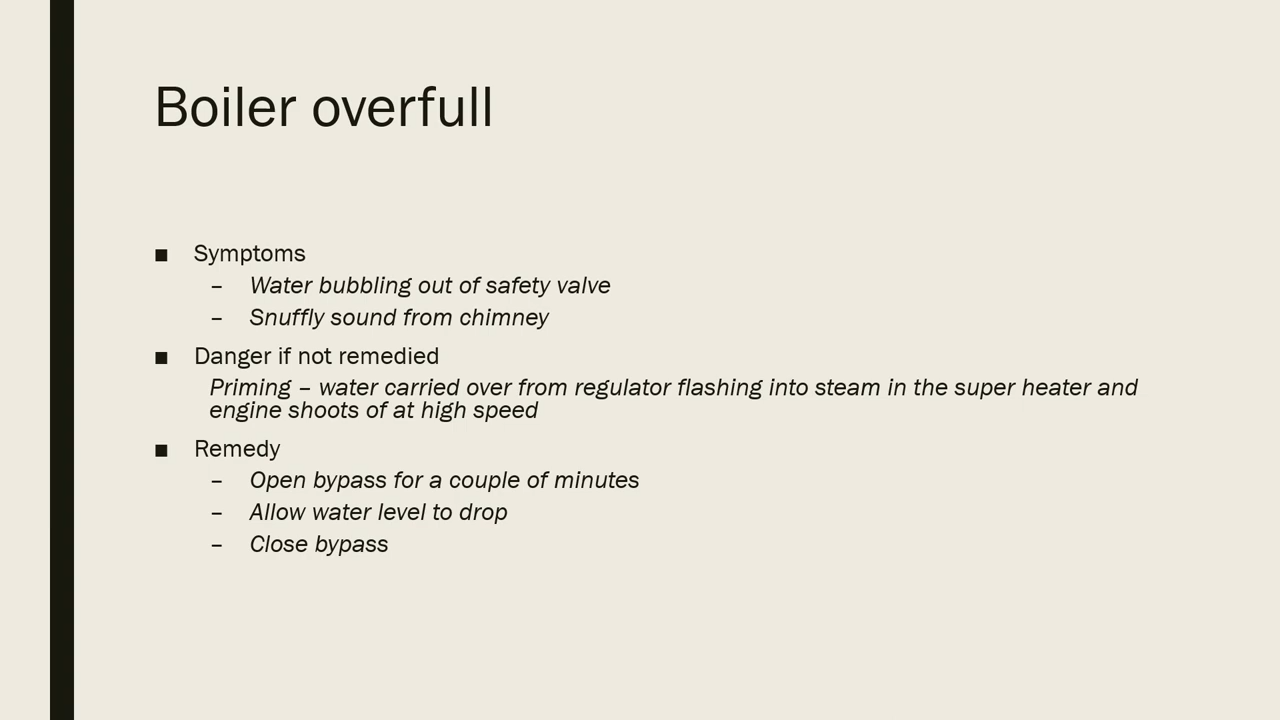 Boiler overfull
■ Symptoms
– Water bubbling out of safety valve
– Snuffly sound from chimney
■ Danger if not remedied
Priming – water carried over from regulator flashing into steam in the super heater and
engine shoots of at high speed
■ Remedy
– Open bypass for a couple of minutes
– Allow water level to drop
– Close bypass